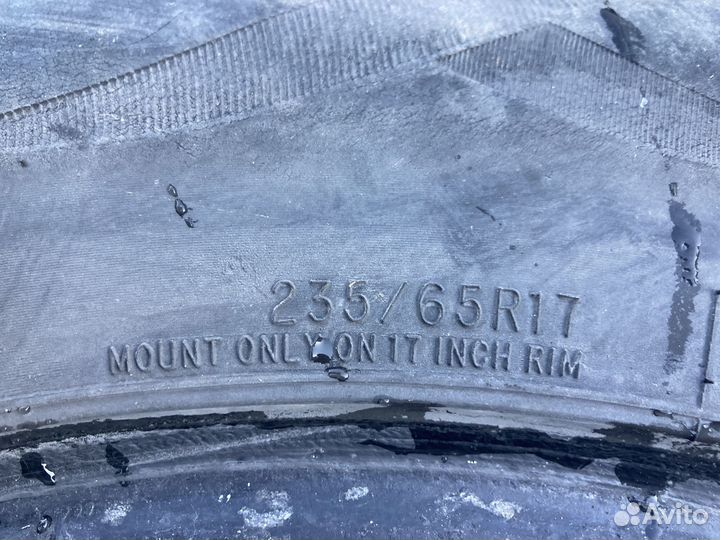 235/65R17
MOUNT ONLY ON 17 INCH RIM
Avito